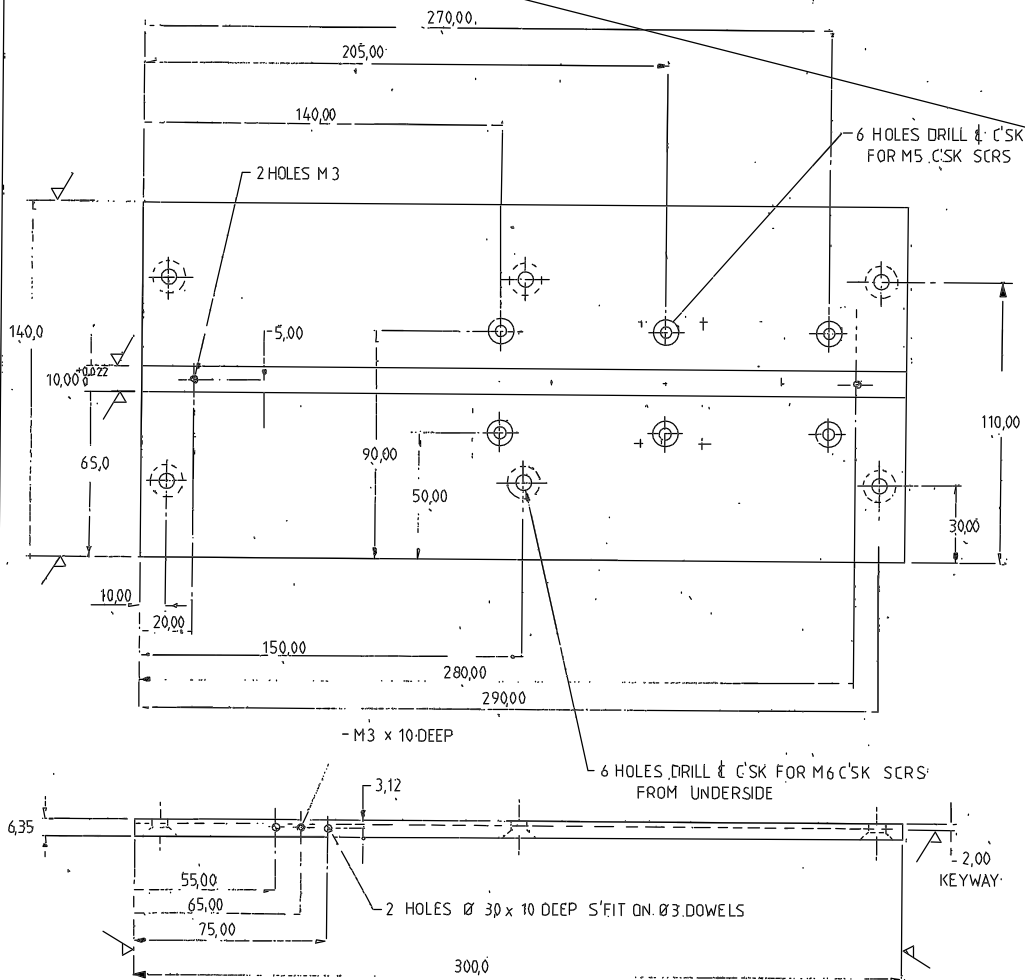 270,00
205,00
140,00
6 HOLES DRILL & C'SK
FOR M5 C'SK SCRS
2 HOLES M3
140,0
5,00
10,00 +0,022 0
65,0
90,00
50,00
110,00
30,00
10,00
20,00
150,00
280,00
290,00
M3 x 10 DEEP
6 HOLES DRILL & C'SK FOR M6 C'SK SCRS
FROM UNDERSIDE
3,12
6,35
2,00
KEYWAY
55,00
65,00
75,00
2 HOLES Ø 3,0 x 10 DEEP S'FIT ON Ø3 DOWELS
300,0